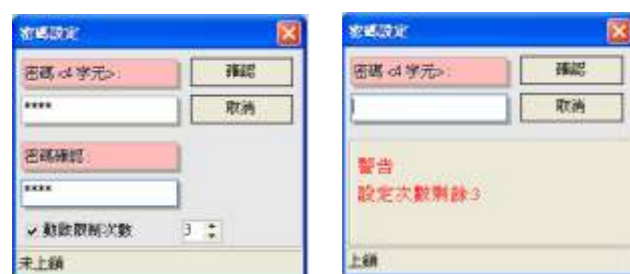 密碼設定
密碼 <4 字元> :
確認
****
取消
密碼確認 :
****
啟動限制次數
3
未上鎖
密碼設定
密碼 <4 字元> :
確認
取消
警告
設定次數剩餘:3
上鎖